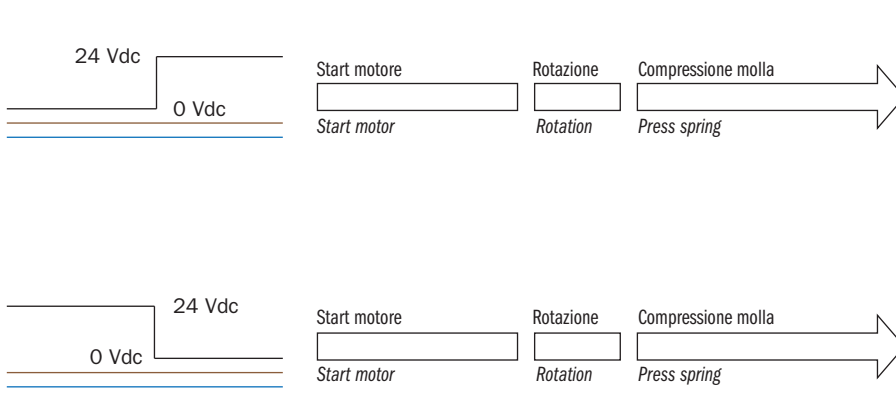 24 Vdc
0 Vdc
Start motore
Rotazione
Compressione molla
Start motor
Rotation
Press spring
24 Vdc
0 Vdc
Start motore
Rotazione
Compressione molla
Start motor
Rotation
Press spring